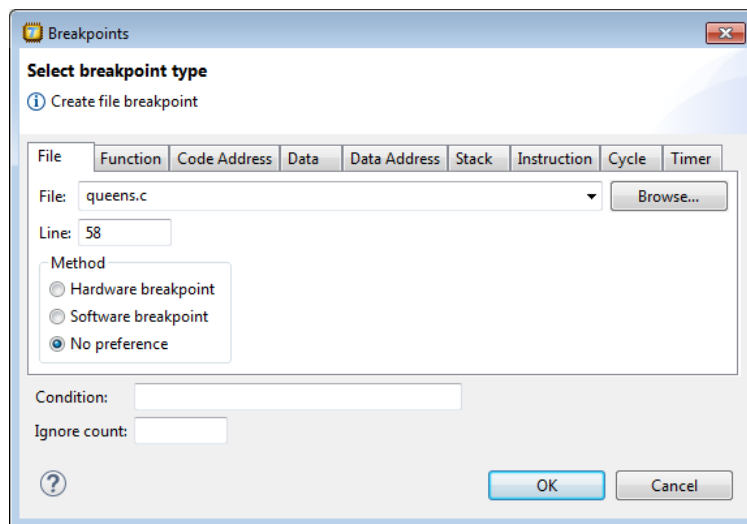 Breakpoints
Select breakpoint type
Create file breakpoint
File Function Code Address Data Data Address Stack Instruction Cycle Timer
File: queens.c Browse...
Line: 58
Method
Hardware breakpoint
Software breakpoint
No preference
Condition:
Ignore count:
? OK Cancel